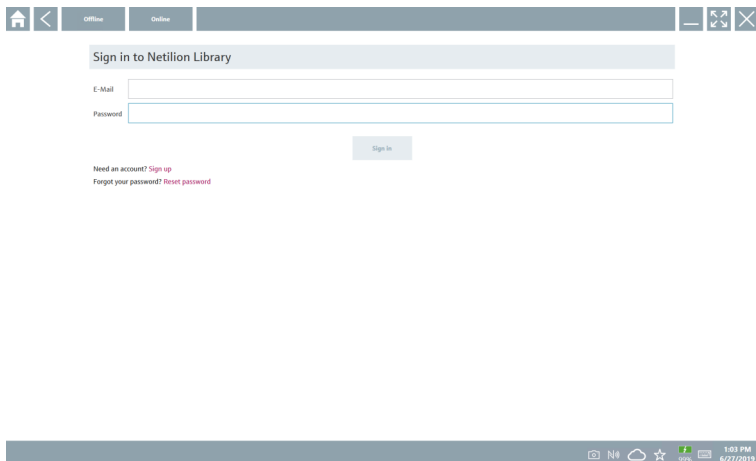 Offline Online
Sign in to Netilion Library
E-Mail
Password
Sign in
Need an account? Sign up
Forgot your password? Reset password
99% 1:03 PM
6/27/2019